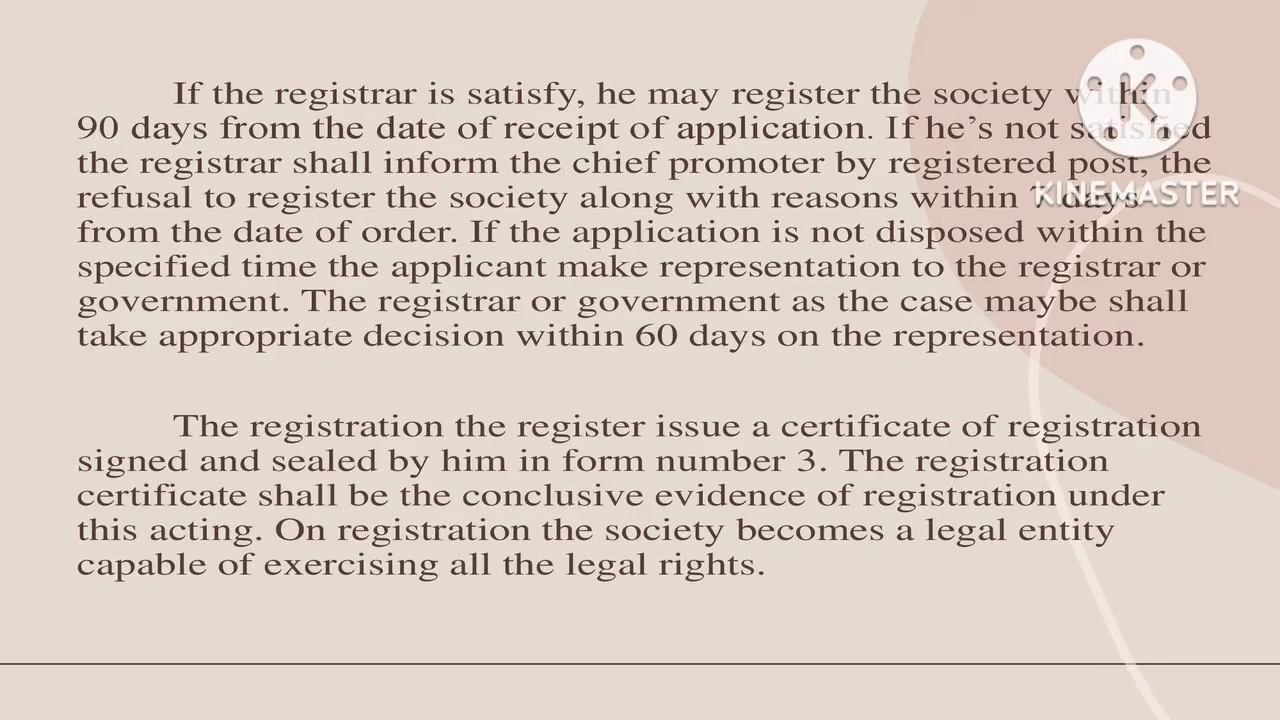 If the registrar is satisfy, he may register the society within
90 days from the date of receipt of application. If he's not satisfied
the registrar shall inform the chief promoter by registered post, the
refusal to register the society along with reasons within 7 days
from the date of order. If the application is not disposed within the
specified time the applicant make representation to the registrar or
government. The registrar or government as the case maybe shall
take appropriate decision within 60 days on the representation.
The registration the register issue a certificate of registration
signed and sealed by him in form number 3. The registration
certificate shall be the conclusive evidence of registration under
this acting. On registration the society becomes a legal entity
capable of exercising all the legal rights.
K
KINEMASTER